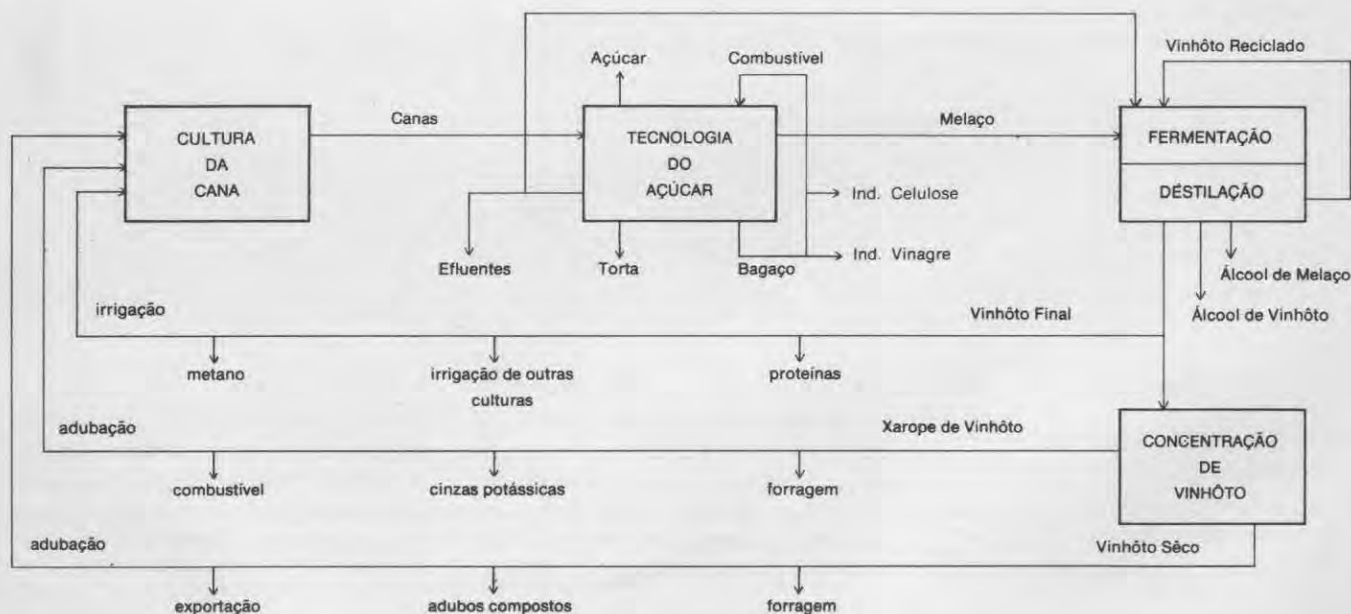 Vinhôto Reciclado
Açúcar
Combustível
CULTURA
DA
CANA
Canas
TECNOLOGIA
DO
AÇÚCAR
Melaço
FERMENTAÇÃO
DESTILAÇÃO
Ind. Celulose
Ind. Vinagre
Efluentes
Torta
Bagaço
Álcool de Melaço
Álcool de Vinhôto
irrigação
Vinhôto Final
metano
irrigação de outras
culturas
proteínas
adubação
Xarope de Vinhôto
CONCENTRAÇÃO
DE
VINHÔTO
combustível
cinzas potássicas
forragem
adubação
Vinhôto Sêco
exportação
adubos compostos
forragem